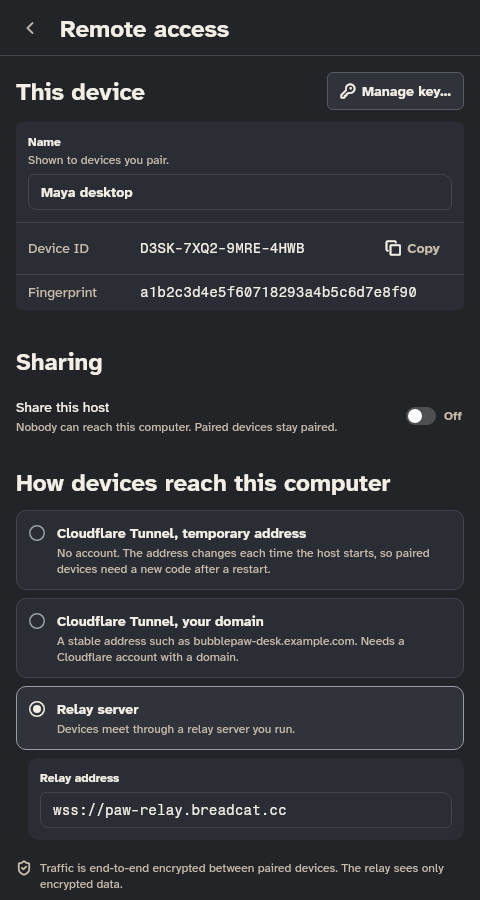 Remote access
This device
Manage key...
Name
Shown to devices you pair.
Maya desktop
Device ID
D3SK-7XQ2-9MRE-4HWB
Copy
Fingerprint
a1b2c3d4e5f60718293a4b5c6d7e8f90
Sharing
Share this host
Nobody can reach this computer. Paired devices stay paired.
Off
How devices reach this computer
Cloudflare Tunnel, temporary address
No account. The address changes each time the host starts, so paired
devices need a new code after a restart.
Cloudflare Tunnel, your domain
A stable address such as bubblepaw-desk.example.com. Needs a
Cloudflare account with a domain.
Relay server
Devices meet through a relay server you run.
Relay address
wss://paw-relay.breadcat.cc
Traffic is end-to-end encrypted between paired devices. The relay sees only
encrypted data.